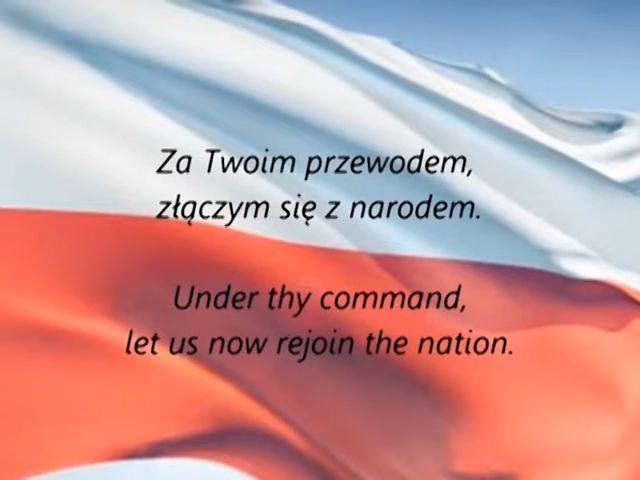 Za Twoim przewodem,
złączym się z narodem.
Under thy command,
let us now rejoin the nation.